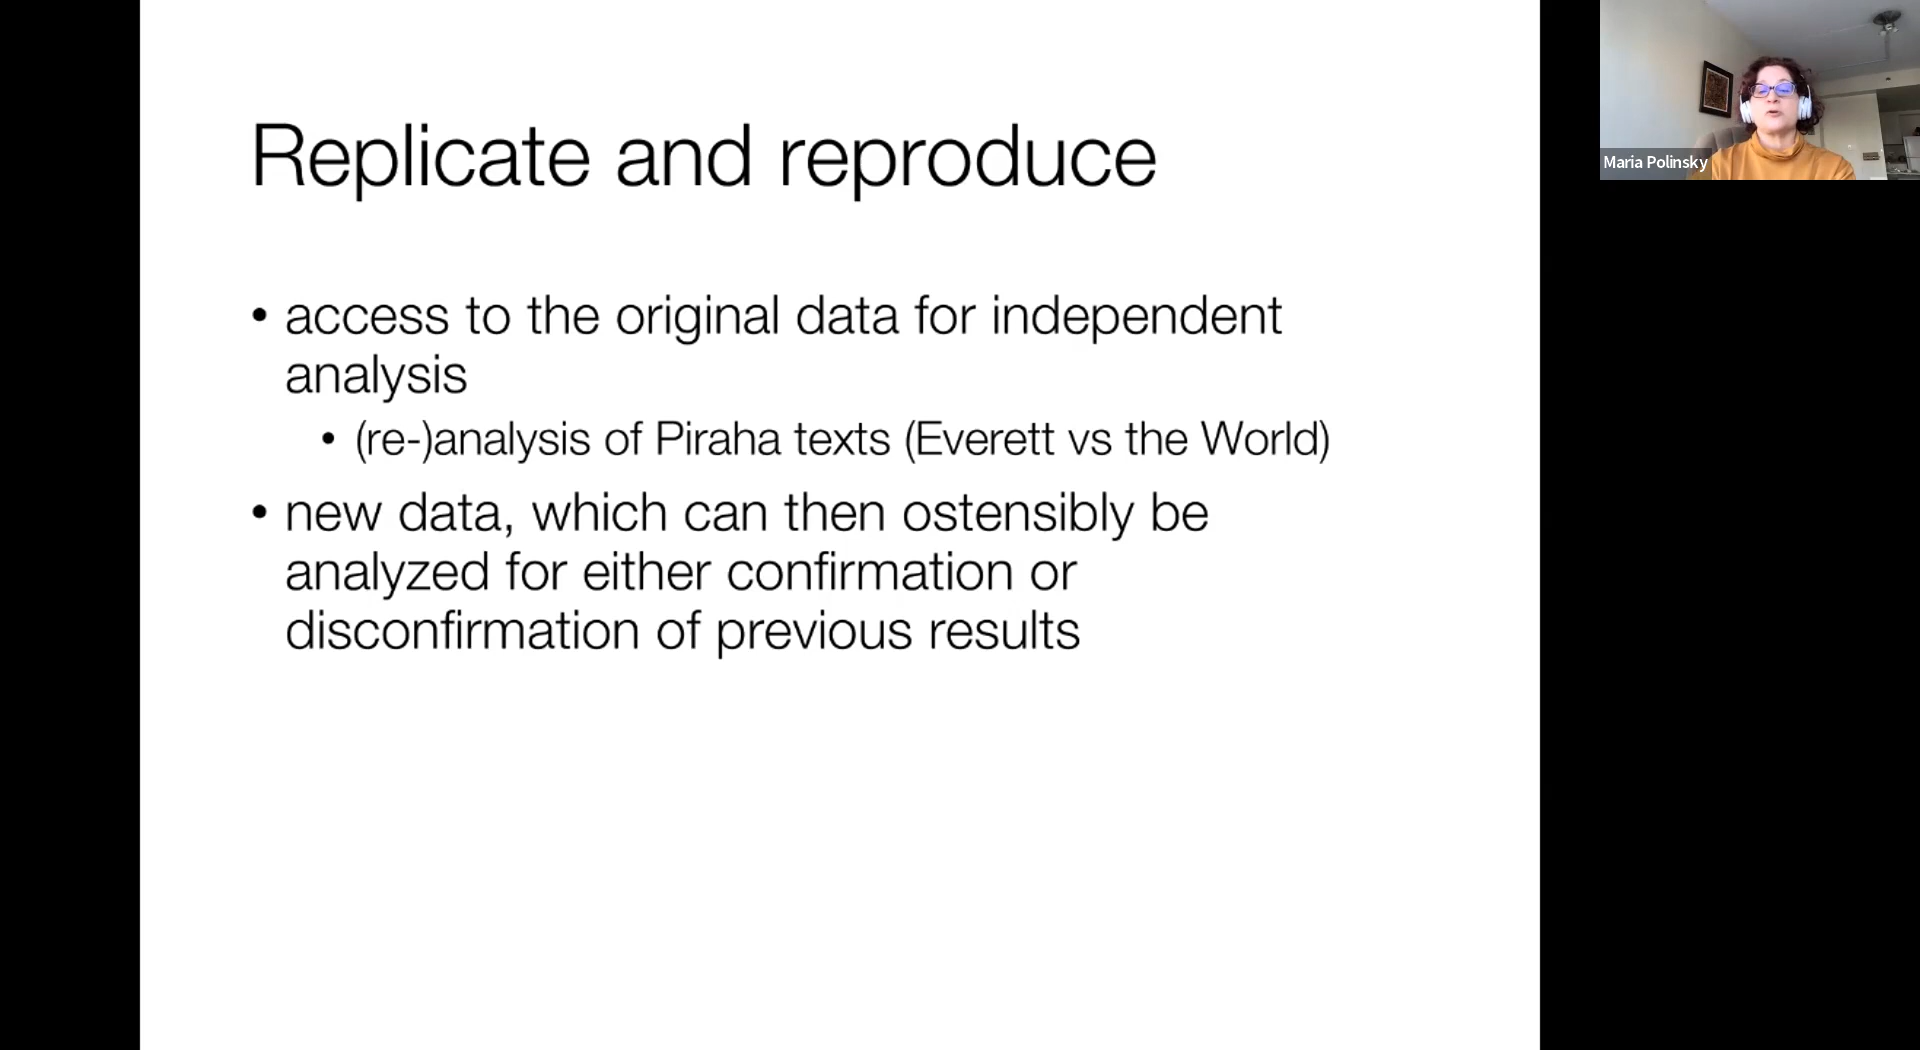 Replicate and reproduce
• access to the original data for independent
analysis
• (re-)analysis of Piraha texts (Everett vs the World)
• new data, which can then ostensibly be
analyzed for either confirmation or
disconfirmation of previous results
Maria Polinsky